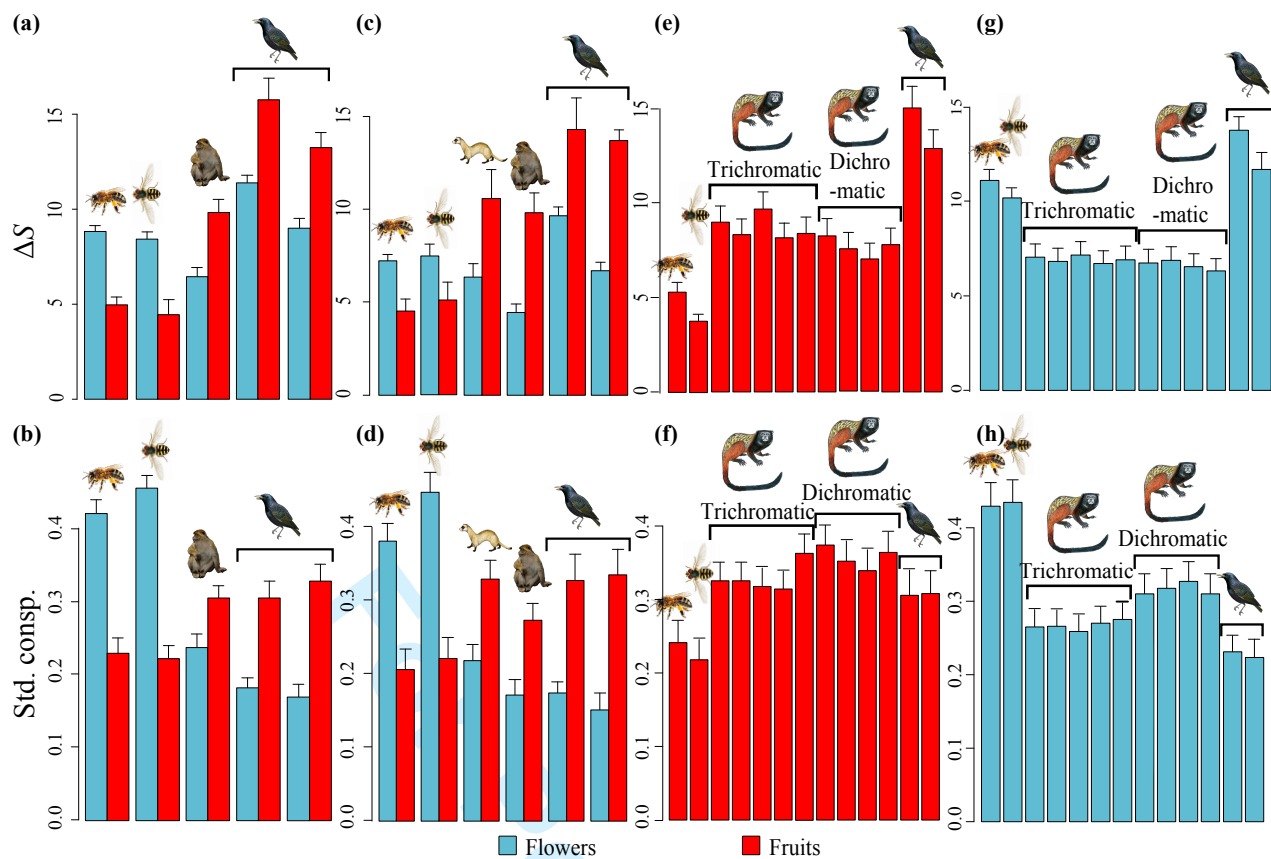 (a)
(c)
(e)
(g)
ΔS
0
5
10
15
0
5
10
15
0
5
10
15
0
5
10
15
Trichromatic
Dichro
-matic
Trichromatic
Dichro
-matic
(b)
(d)
(f)
(h)
Std. consp.
0.0
0.1
0.2
0.3
0.4
0.0
0.1
0.2
0.3
0.4
0.0
0.1
0.2
0.3
0.4
0.0
0.1
0.2
0.3
0.4
Trichromatic
Dichromatic
Trichromatic
Dichromatic
Flowers
Fruits